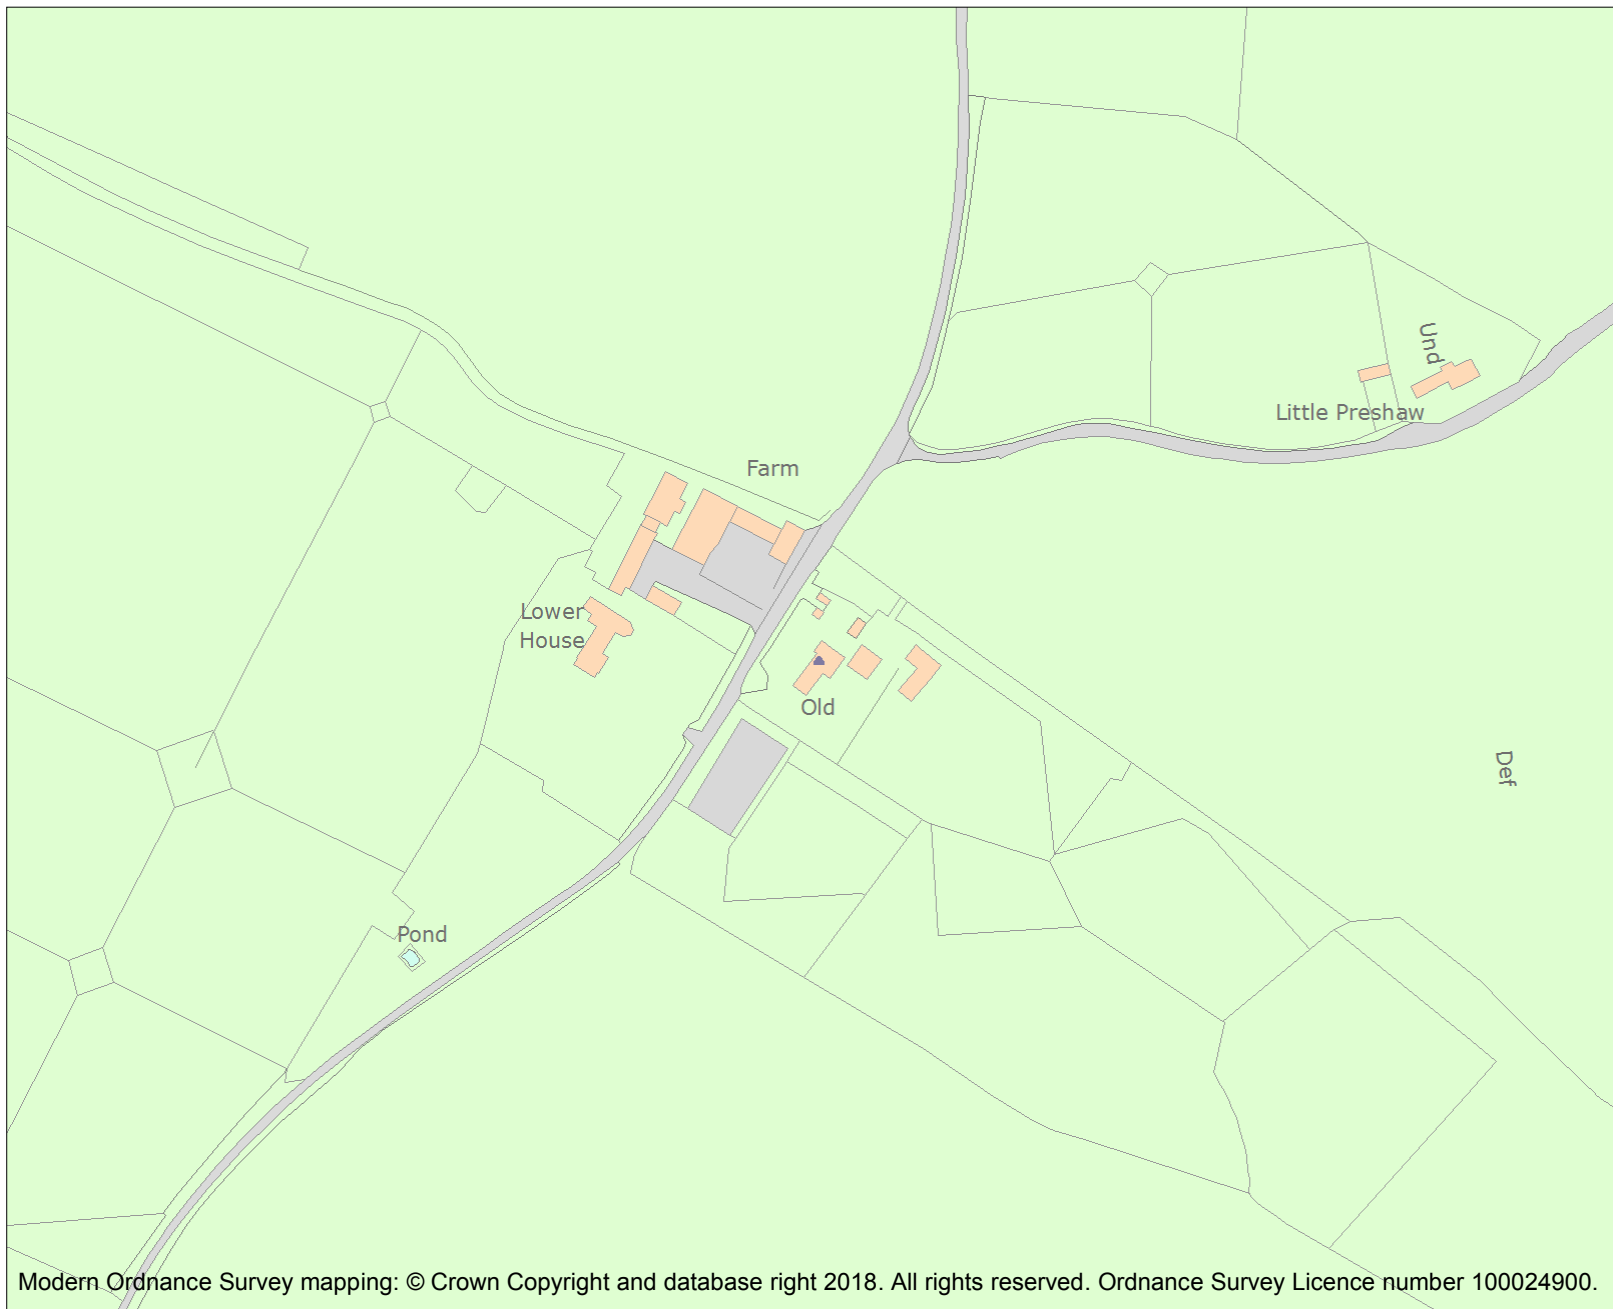 Und
Little Preshaw
Farm
Lower
House
Old
Def
Pond
Modern Ordnance Survey mapping: © Crown Copyright and database right 2018. All rights reserved. Ordnance Survey Licence number 100024900.